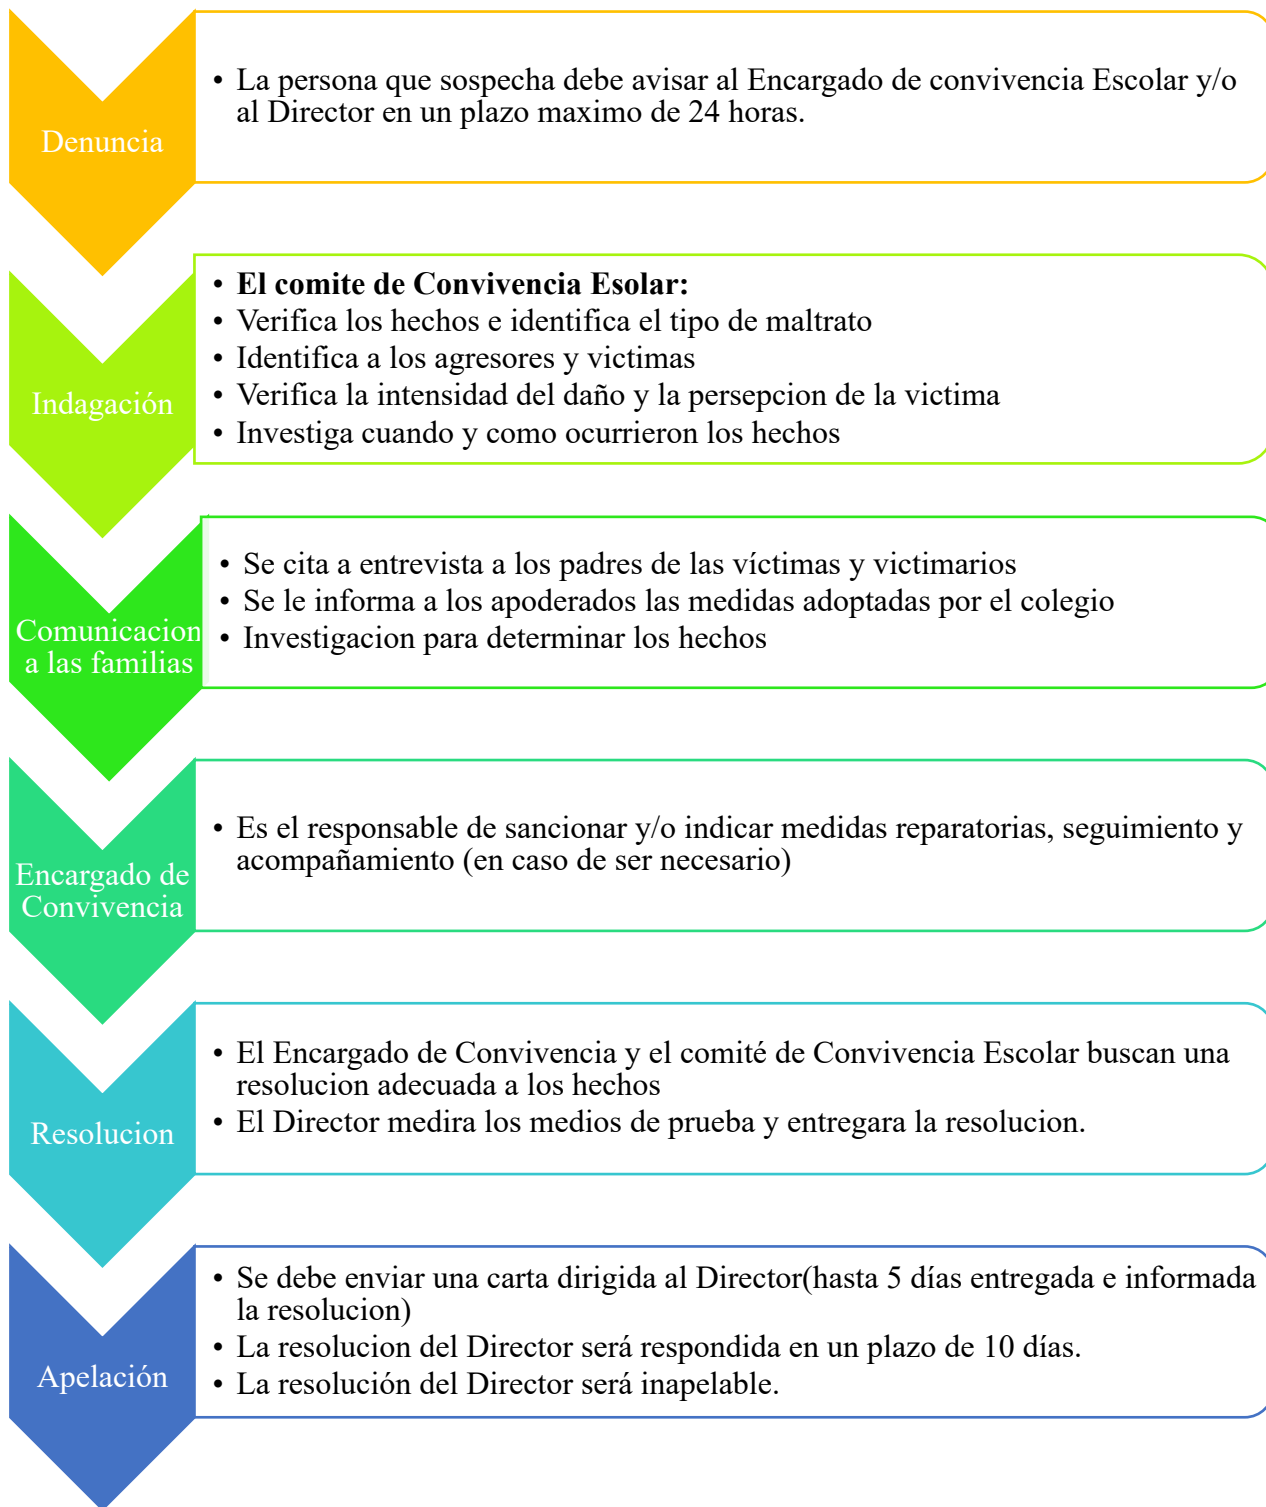 Denuncia
• La persona que sospecha debe avisar al Encargado de convivencia Escolar y/o
al Director en un plazo maximo de 24 horas.
Indagación
• El comite de Convivencia Esolar:
• Verifica los hechos e identifica el tipo de maltrato
• Identifica a los agresores y victimas
• Verifica la intensidad del daño y la persepcion de la victima
• Investiga cuando y como ocurrieron los hechos
Comunicacion
a las familias
• Se cita a entrevista a los padres de las víctimas y victimarios
• Se le informa a los apoderados las medidas adoptadas por el colegio
• Investigacion para determinar los hechos
Encargado de
Convivencia
• Es el responsable de sancionar y/o indicar medidas reparatorias, seguimiento y
acompañamiento (en caso de ser necesario)
Resolucion
• El Encargado de Convivencia y el comité de Convivencia Escolar buscan una
resolucion adecuada a los hechos
• El Director medira los medios de prueba y entregara la resolucion.
Apelación
• Se debe enviar una carta dirigida al Director(hasta 5 días entregada e informada
la resolucion)
• La resolucion del Director será respondida en un plazo de 10 días.
• La resolución del Director será inapelable.